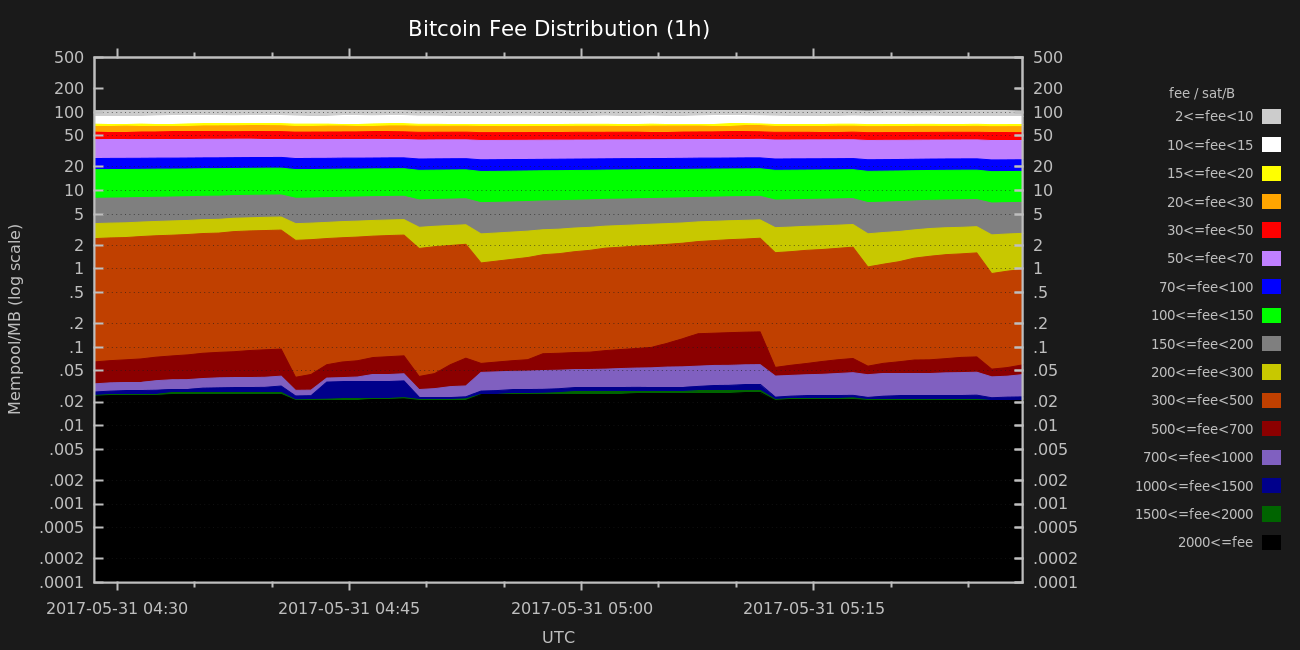 Bitcoin Fee Distribution (1h)
Mempool/MB (log scale)
500
200
100
50
20
10
5
2
1
.5
.2
.1
.05
.02
.01
.005
.002
.001
.0005
.0002
.0001
500
200
100
50
20
10
5
2
1
.5
.2
.1
.05
.02
.01
.005
.002
.001
.0005
.0002
.0001
2017-05-31 04:30
2017-05-31 04:45
2017-05-31 05:00
2017-05-31 05:15
UTC
fee / sat/B
2<=fee<10
10<=fee<15
15<=fee<20
20<=fee<30
30<=fee<50
50<=fee<70
70<=fee<100
100<=fee<150
150<=fee<200
200<=fee<300
300<=fee<500
500<=fee<700
700<=fee<1000
1000<=fee<1500
1500<=fee<2000
2000<=fee